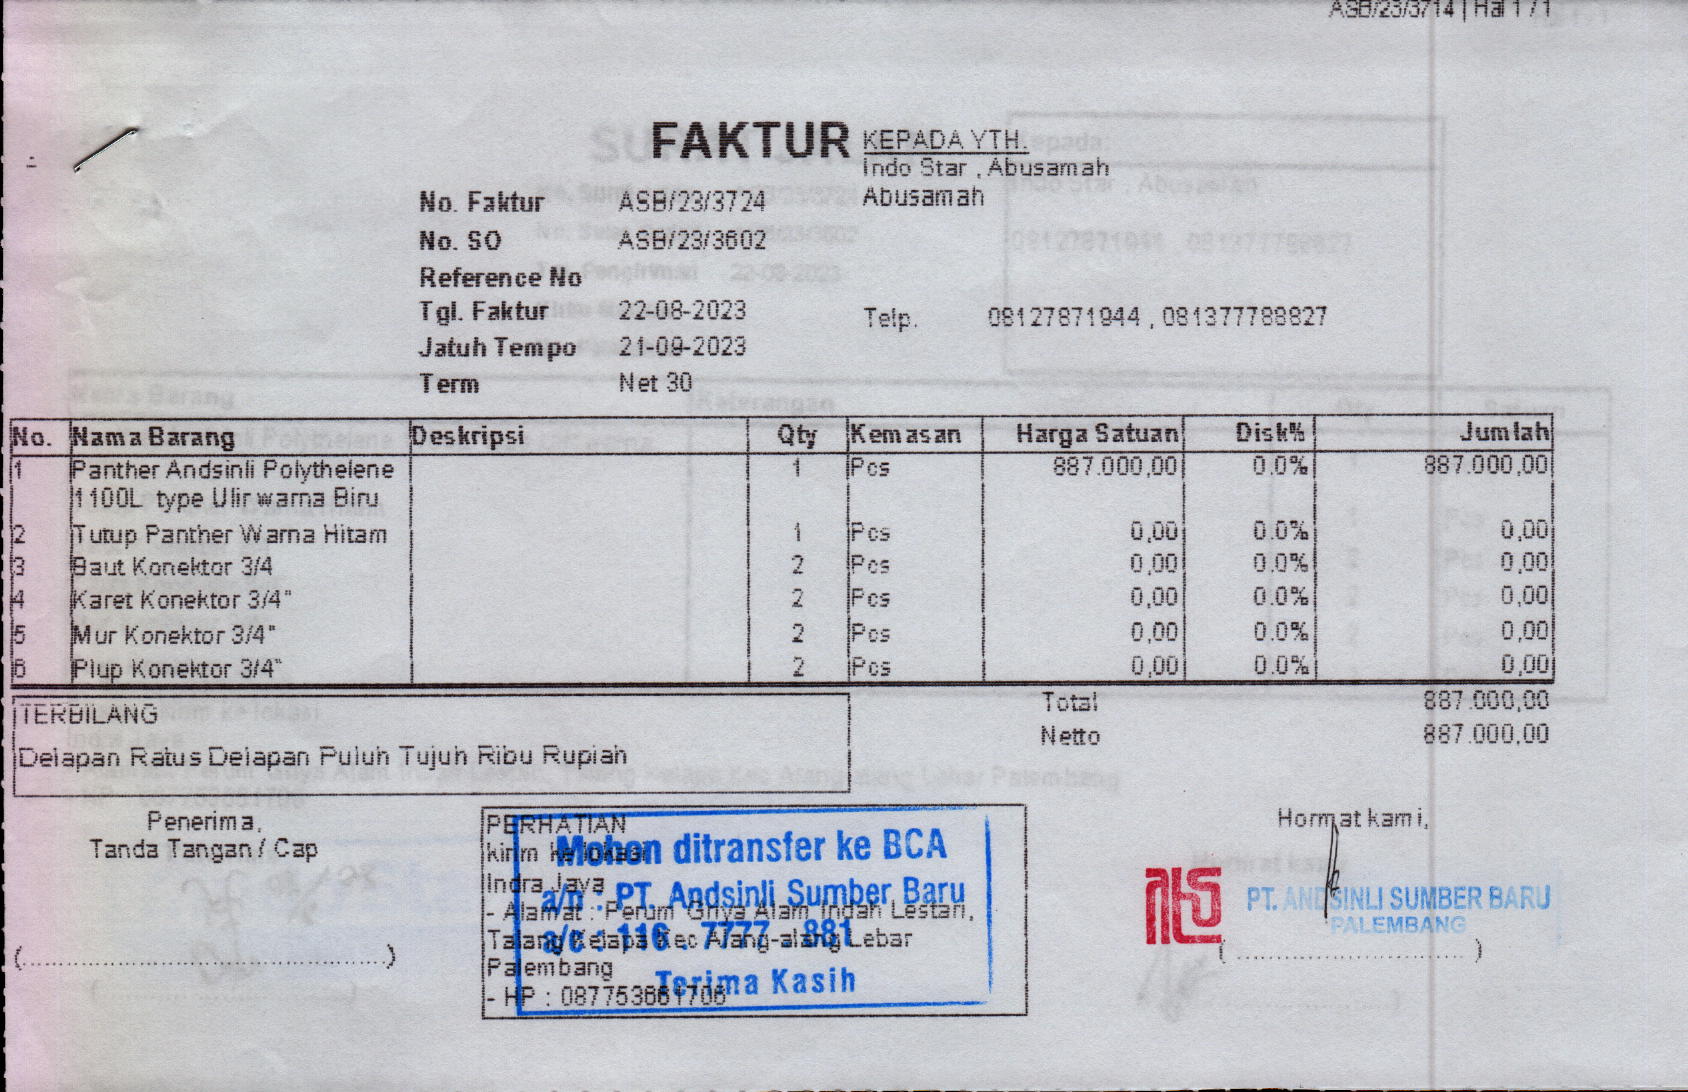 ASB/23/3714 | Hal 1 / 1
FAKTUR
KEPADA YTH.
Indo Star , Abusamah
Abusamah
No. Faktur ASB/23/3724
No. SO ASB/23/3602
Reference No
Tgl. Faktur 22-08-2023
Telp. 08127871944 , 081377788827
Jatuh Tempo 21-09-2023
Term Net 30
No. Nama Barang Deskripsi Qty Kemasan Harga Satuan Disk% Jumlah
1 Panther Andsinli Polythelene 1 Pcs 887.000,00 0.0% 887.000,00
1100L type Ulir warna Biru
2 Tutup Panther Warna Hitam 1 Pcs 0,00 0.0% 0,00
3 Baut Konektor 3/4 2 Pcs 0,00 0.0% 0,00
4 Karet Konektor 3/4" 2 Pcs 0,00 0.0% 0,00
5 Mur Konektor 3/4" 2 Pcs 0,00 0.0% 0,00
6 Plup Konektor 3/4" 2 Pcs 0,00 0.0% 0,00
Total 887.000,00
Netto 887.000,00
TERBILANG
Delapan Ratus Delapan Puluh Tujuh Ribu Rupiah
Penerima,
Tanda Tangan / Cap
(...........................................)
PERHATIAN
kirim ke lokasi
Indra Jaya
- Alamat : Perum Griya Alam Indah Lestari,
Talang Kelapa Kec Alang-alang Lebar
Palembang
- HP : 087753661706
Mohon ditransfer ke BCA
a/n : PT. Andsinli Sumber Baru
a/c : 116 . 7777 . 881
Terima Kasih
Hormat kami,
PT. ANDSINLI SUMBER BARU
PALEMBANG
(...........................)